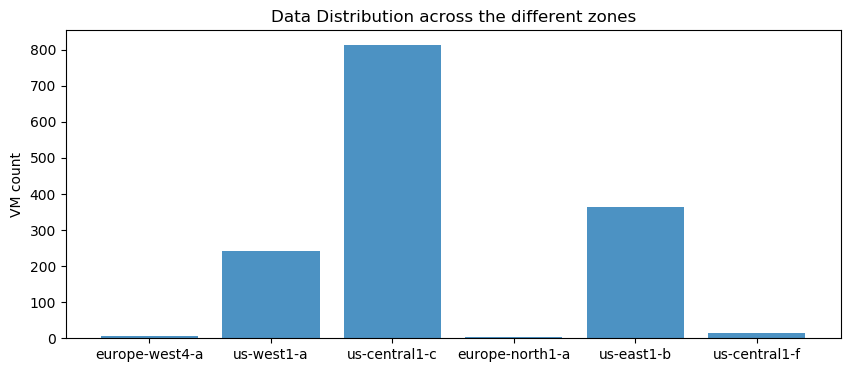 Data Distribution across the different zones
VM count
800
700
600
500
400
300
200
100
0
europe-west4-a
us-west1-a
us-central1-c
europe-north1-a
us-east1-b
us-central1-f